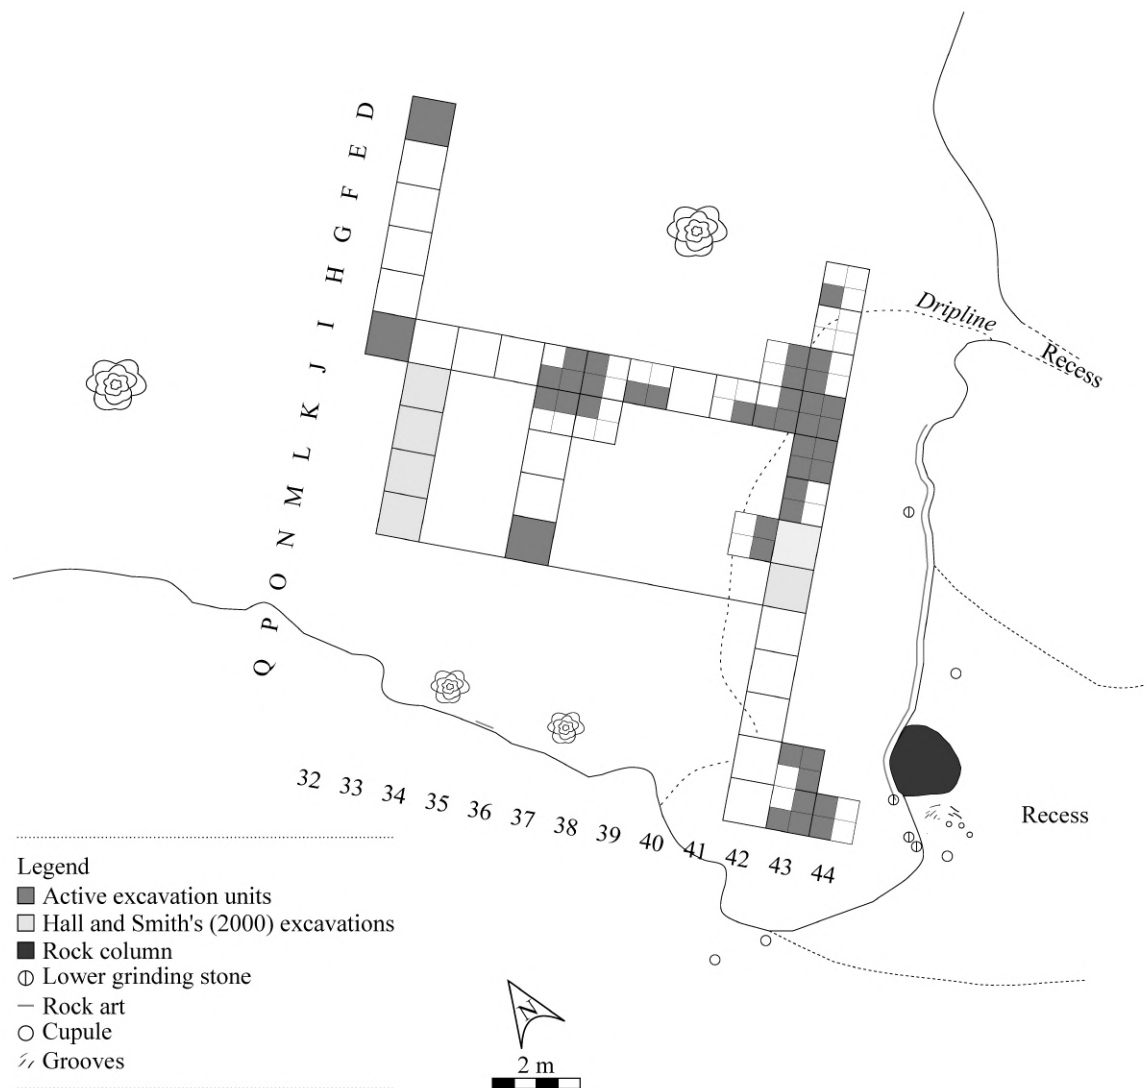 D
E
F
G
H
I
J
K
L
M
N
O
P
Q
Dripline
Recess
32 33 34 35 36 37 38 39 40 41 42 43 44
Recess
Legend
Active excavation units
Hall and Smith's (2000) excavations
Rock column
Lower grinding stone
Rock art
Cupule
Grooves
N
2 m